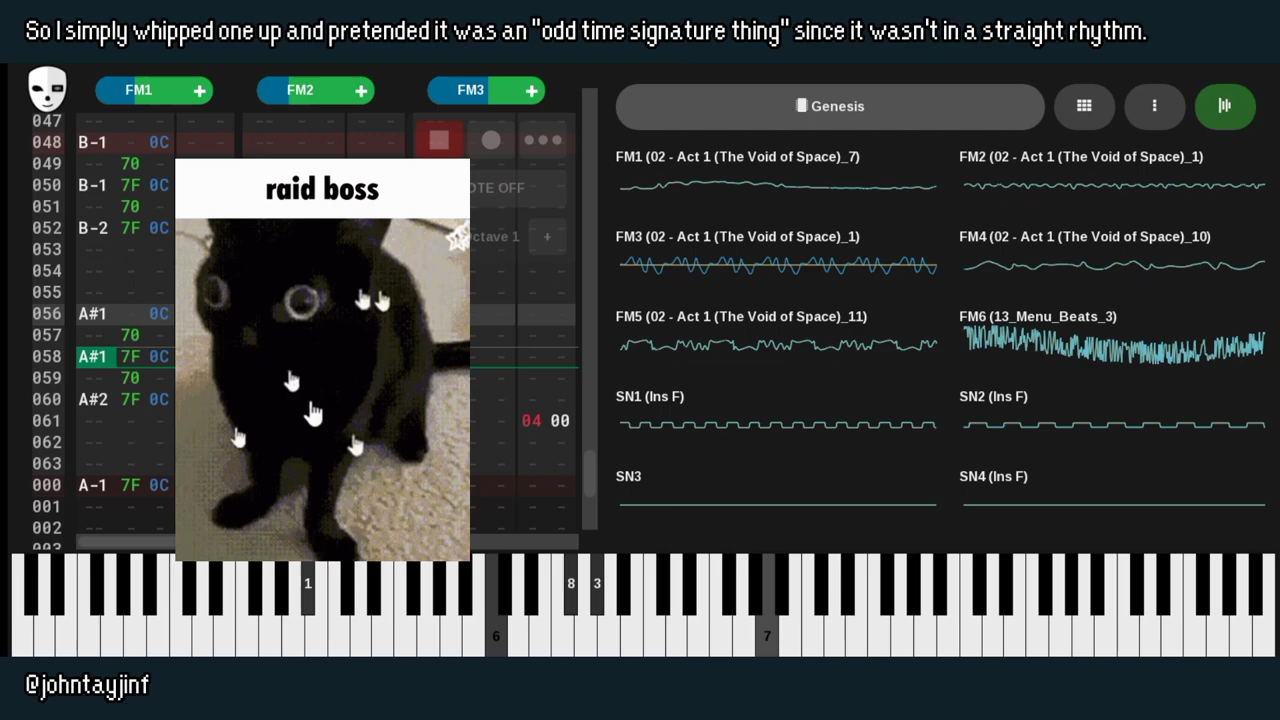 So I simply whipped one up and pretended it was an "odd time signature thing" since it wasn't in a straight rhythm.
FM1 + FM2 + FM3 +
Genesis
047
048 B-1 0C
049 70
050 B-1 7F 0C
051 70
052 B-2 7F 0C
053
054
055
056 A#1 0C
057 70
058 A#1 7F 0C
059 70
060 A#2 7F 0C
061 04 00
062
063
000 A-1 7F 0C
001
002
003
OTE OFF
ctave 1 +
raid boss
FM1 (02 - Act 1 (The Void of Space)_7)
FM2 (02 - Act 1 (The Void of Space)_1)
FM3 (02 - Act 1 (The Void of Space)_1)
FM4 (02 - Act 1 (The Void of Space)_10)
FM5 (02 - Act 1 (The Void of Space)_11)
FM6 (13_Menu_Beats_3)
SN1 (Ins F)
SN2 (Ins F)
SN3
SN4 (Ins F)
1 8 3
6 7
@johntayjinf